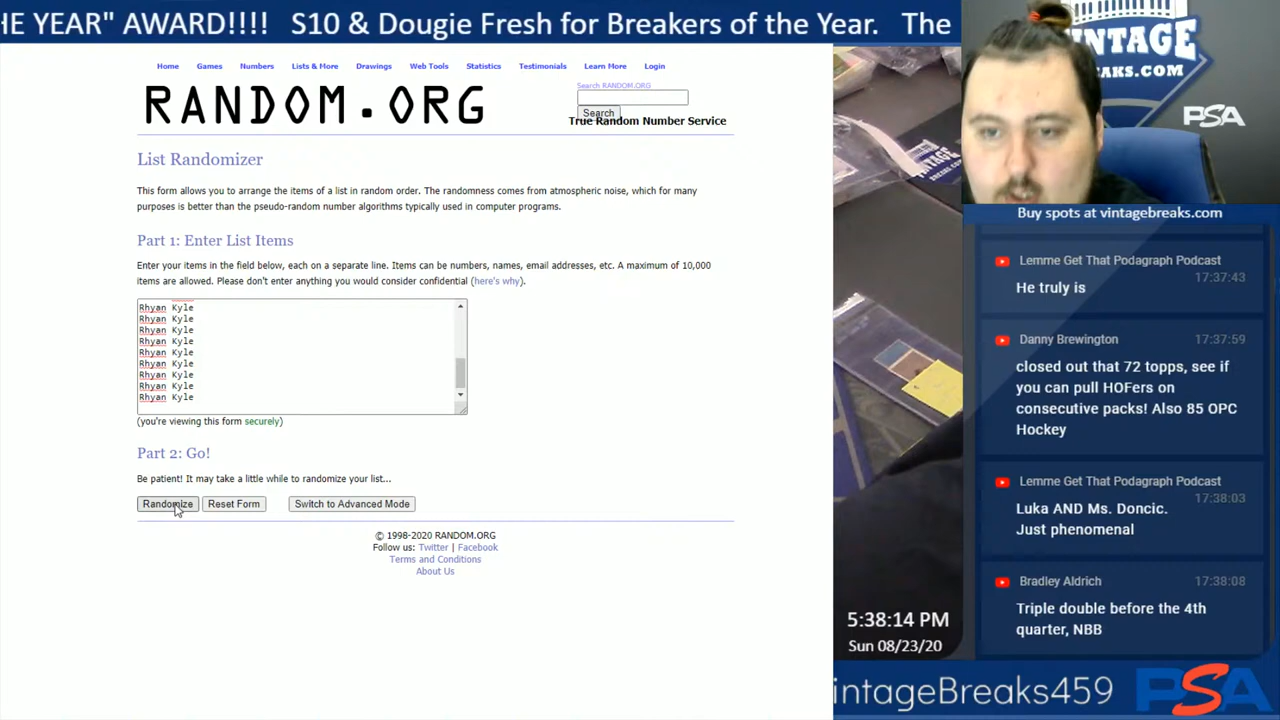 HE YEAR" AWARD!!!! S10 & Dougie Fresh for Breakers of the Year. The
Home Games Numbers Lists & More Drawings Web Tools Statistics Testimonials Learn More Login
RANDOM.ORG
Search RANDOM.ORG
Search
True Random Number Service
List Randomizer
This form allows you to arrange the items of a list in random order. The randomness comes from atmospheric noise, which for many
purposes is better than the pseudo-random number algorithms typically used in computer programs.
Part 1: Enter List Items
Enter your items in the field below, each on a separate line. Items can be numbers, names, email addresses, etc. A maximum of 10,000
items are allowed. Please don't enter anything you would consider confidential (here's why).
Rhyan Kyle
Rhyan Kyle
Rhyan Kyle
Rhyan Kyle
Rhyan Kyle
Rhyan Kyle
Rhyan Kyle
Rhyan Kyle
Rhyan Kyle
(you're viewing this form securely)
Part 2: Go!
Be patient! It may take a little while to randomize your list...
Randomize Reset Form Switch to Advanced Mode
© 1998-2020 RANDOM.ORG
Follow us: Twitter | Facebook
Terms and Conditions
About Us
VINTAGE
5:38:14 PM
Sun 08/23/20
NTAGE
AKS.COM
PSA
Buy spots at vintagebreaks.com
Lemme Get That Podagraph Podcast
17:37:43
He truly is
Danny Brewington 17:37:59
closed out that 72 topps, see if
you can pull HOFers on
consecutive packs! Also 85 OPC
Hockey
Lemme Get That Podagraph Podcast
17:38:03
Luka AND Ms. Doncic.
Just phenomenal
Bradley Aldrich 17:38:08
Triple double before the 4th
quarter, NBB
intageBreaks459 PSA